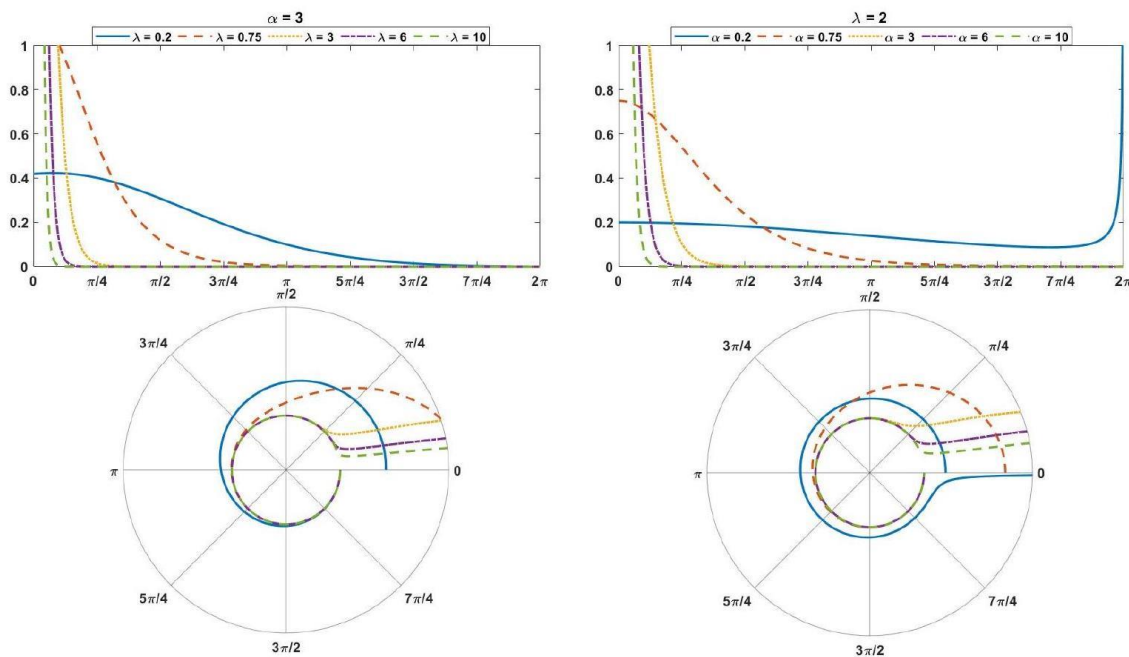 α = 3
λ = 0.2 λ = 0.75 λ = 3 λ = 6 λ = 10
1
0.8
0.6
0.4
0.2
0
0 π/4 π/2 3π/4 π 5π/4 3π/2 7π/4 2π
λ = 2
α = 0.2 α = 0.75 α = 3 α = 6 α = 10
1
0.8
0.6
0.4
0.2
0
0 π/4 π/2 3π/4 π 5π/4 3π/2 7π/4 2π
π/2
3π/4 π/4
π 0
5π/4 7π/4
3π/2
π/2
3π/4 π/4
π 0
5π/4 7π/4
3π/2